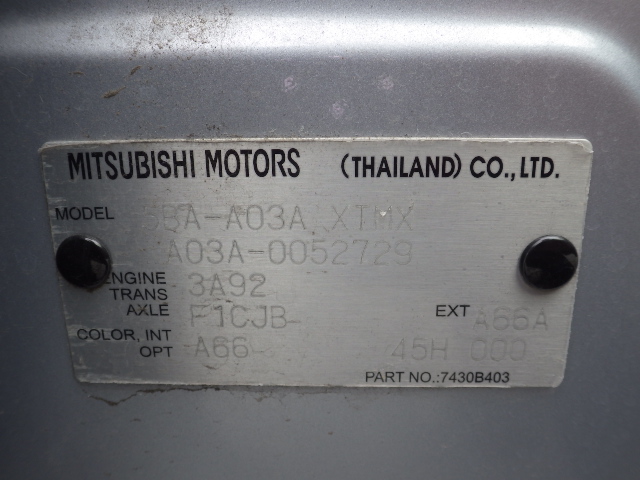 MITSUBISHI MOTORS (THAILAND) CO.,LTD.
MODEL DBA-A03A XTMX
A03A-0052729
ENGINE 3A92
TRANS
AXLE F1CJB- EXT A66A
COLOR, INT
OPT A66- 45H 000
PART NO.:7430B403